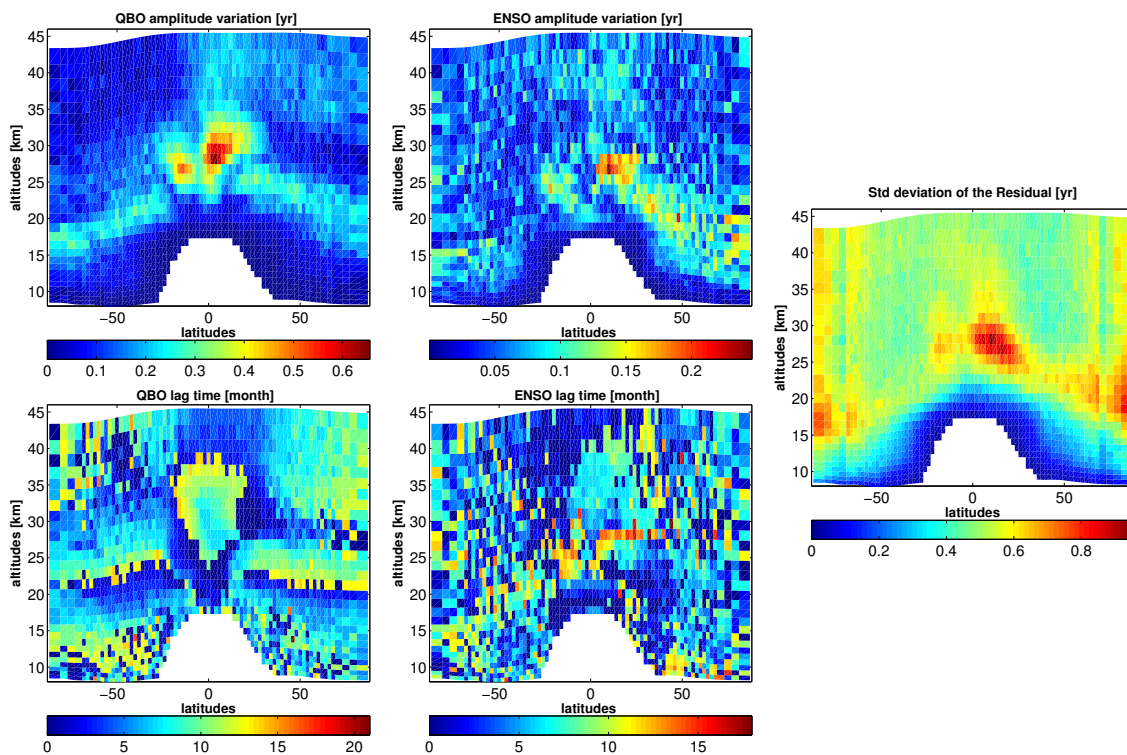 QBO amplitude variation [yr]
45
40
35
30
25
20
15
10
altitudes [km]
−50 0 50
latitudes
0 0.1 0.2 0.3 0.4 0.5 0.6
ENSO amplitude variation [yr]
45
40
35
30
25
20
15
10
altitudes [km]
−50 0 50
latitudes
0.05 0.1 0.15 0.2
QBO lag time [month]
45
40
35
30
25
20
15
10
altitudes [km]
−50 0 50
latitudes
0 5 10 15 20
ENSO lag time [month]
45
40
35
30
25
20
15
10
altitudes [km]
−50 0 50
latitudes
0 5 10 15
Std deviation of the Residual [yr]
45
40
35
30
25
20
15
10
altitudes [km]
−50 0 50
latitudes
0 0.2 0.4 0.6 0.8